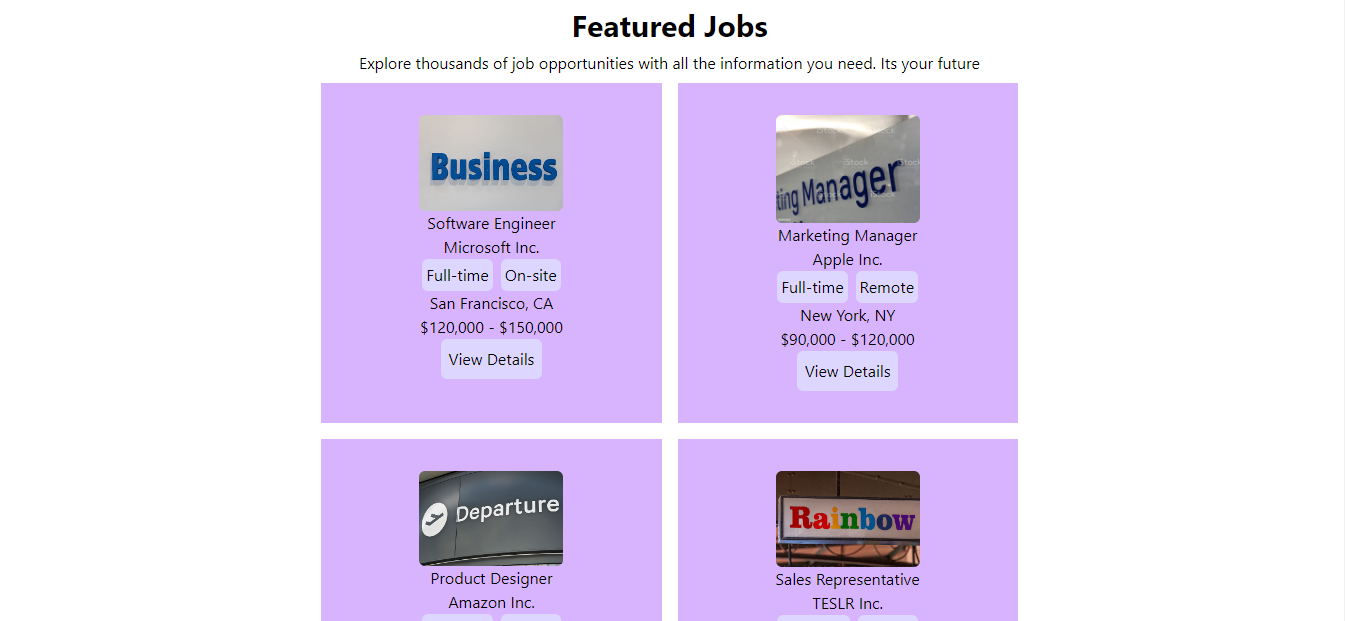 Featured Jobs
Explore thousands of job opportunities with all the information you need. Its your future
Business
Software Engineer
Microsoft Inc.
Full-time On-site
San Francisco, CA
$120,000 - $150,000
View Details
iStock
iStock
iStock
ting Manager
Marketing Manager
Apple Inc.
Full-time Remote
New York, NY
$90,000 - $120,000
View Details
Departure
Product Designer
Amazon Inc.
Rainbow
Sales Representative
TESLR Inc.